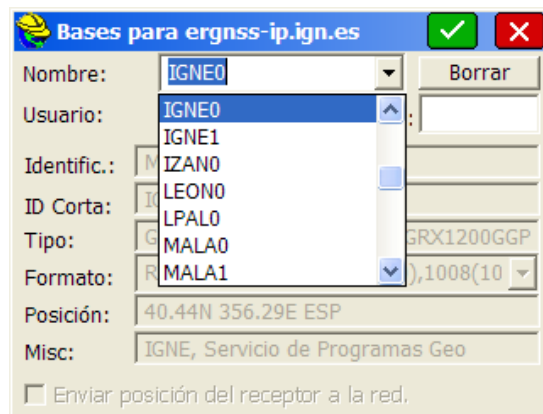 Bases para ergnss-ip.ign.es
Nombre: IGNE0 Borrar
Usuario: IGNE0 :
IGNE1
Identific.: M IZAN0
LEON0
ID Corta: LPAL0
Tipo: G MALA0 GRX1200GGP
Formato: R MALA1 ),1008(10
Posición: 40.44N 356.29E ESP
Misc: IGNE, Servicio de Programas Geo
Enviar posición del receptor a la red.